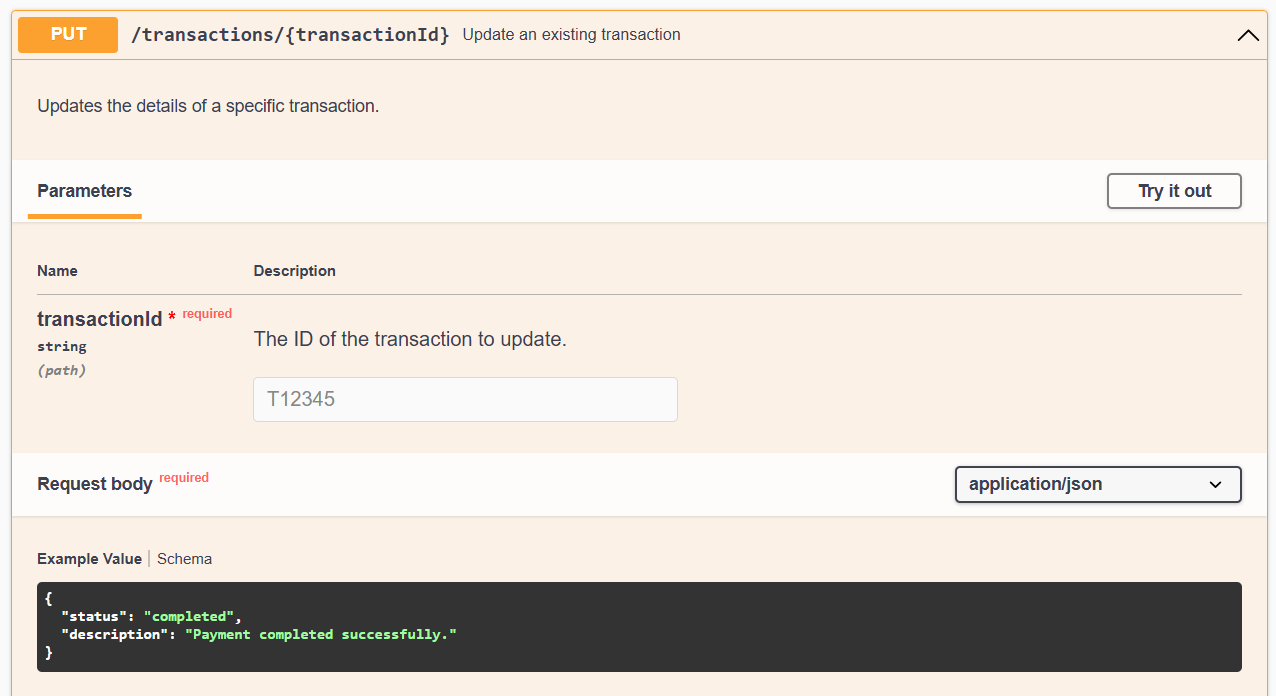 PUT /transactions/{transactionId} Update an existing transaction
Updates the details of a specific transaction.
Parameters Try it out
Name Description
transactionId * required
string
(path)
The ID of the transaction to update.
T12345
Request body required application/json
Example Value | Schema
{
  "status": "completed",
  "description": "Payment completed successfully."
}